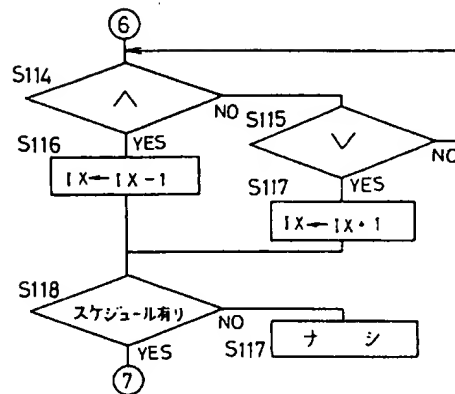 6
S114
∧
NO
S115
∨
NO
S116
YES
IX←IX-1
YES
S117
IX←IX+1
S118
スケジュール有り
NO
S117
ナ シ
YES
7